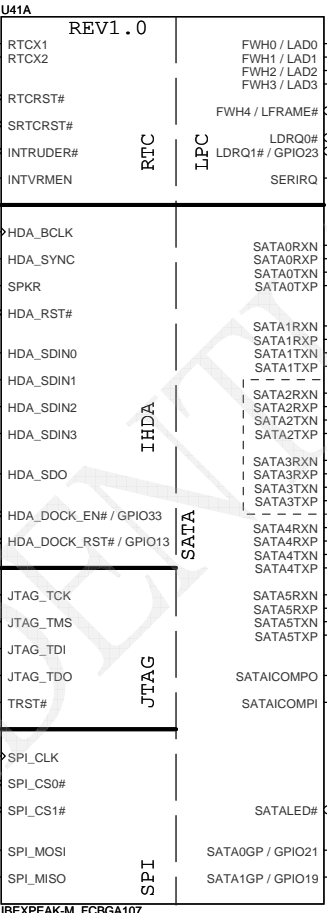 U41A
REV1.0
RTCX1
RTCX2
RTCRST#
SRTCRST#
INTRUDER#
INTVRMEN
RTC
LPC
FWH0 / LAD0
FWH1 / LAD1
FWH2 / LAD2
FWH3 / LAD3
FWH4 / LFRAME#
LDRQ0#
LDRQ1# / GPIO23
SERIRQ
HDA_BCLK
HDA_SYNC
SPKR
HDA_RST#
HDA_SDIN0
HDA_SDIN1
HDA_SDIN2
HDA_SDIN3
HDA_SDO
HDA_DOCK_EN# / GPIO33
HDA_DOCK_RST# / GPIO13
IHDA
SATA
SATA0RXN
SATA0RXP
SATA0TXN
SATA0TXP
SATA1RXN
SATA1RXP
SATA1TXN
SATA1TXP
SATA2RXN
SATA2RXP
SATA2TXN
SATA2TXP
SATA3RXN
SATA3RXP
SATA3TXN
SATA3TXP
SATA4RXN
SATA4RXP
SATA4TXN
SATA4TXP
SATA5RXN
SATA5RXP
SATA5TXN
SATA5TXP
JTAG_TCK
JTAG_TMS
JTAG_TDI
JTAG_TDO
TRST#
JTAG
SATAICOMPO
SATAICOMPI
SPI_CLK
SPI_CS0#
SPI_CS1#
SPI_MOSI
SPI_MISO
SPI
SATALED#
SATA0GP / GPIO21
SATA1GP / GPIO19
IBEXPEAK-M_FCBGA107